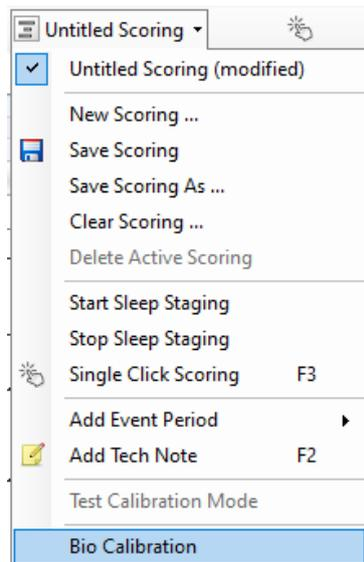 Untitled Scoring
Untitled Scoring (modified)
New Scoring ...
Save Scoring
Save Scoring As ...
Clear Scoring ...
Delete Active Scoring
Start Sleep Staging
Stop Sleep Staging
Single Click Scoring F3
Add Event Period
Add Tech Note F2
Test Calibration Mode
Bio Calibration